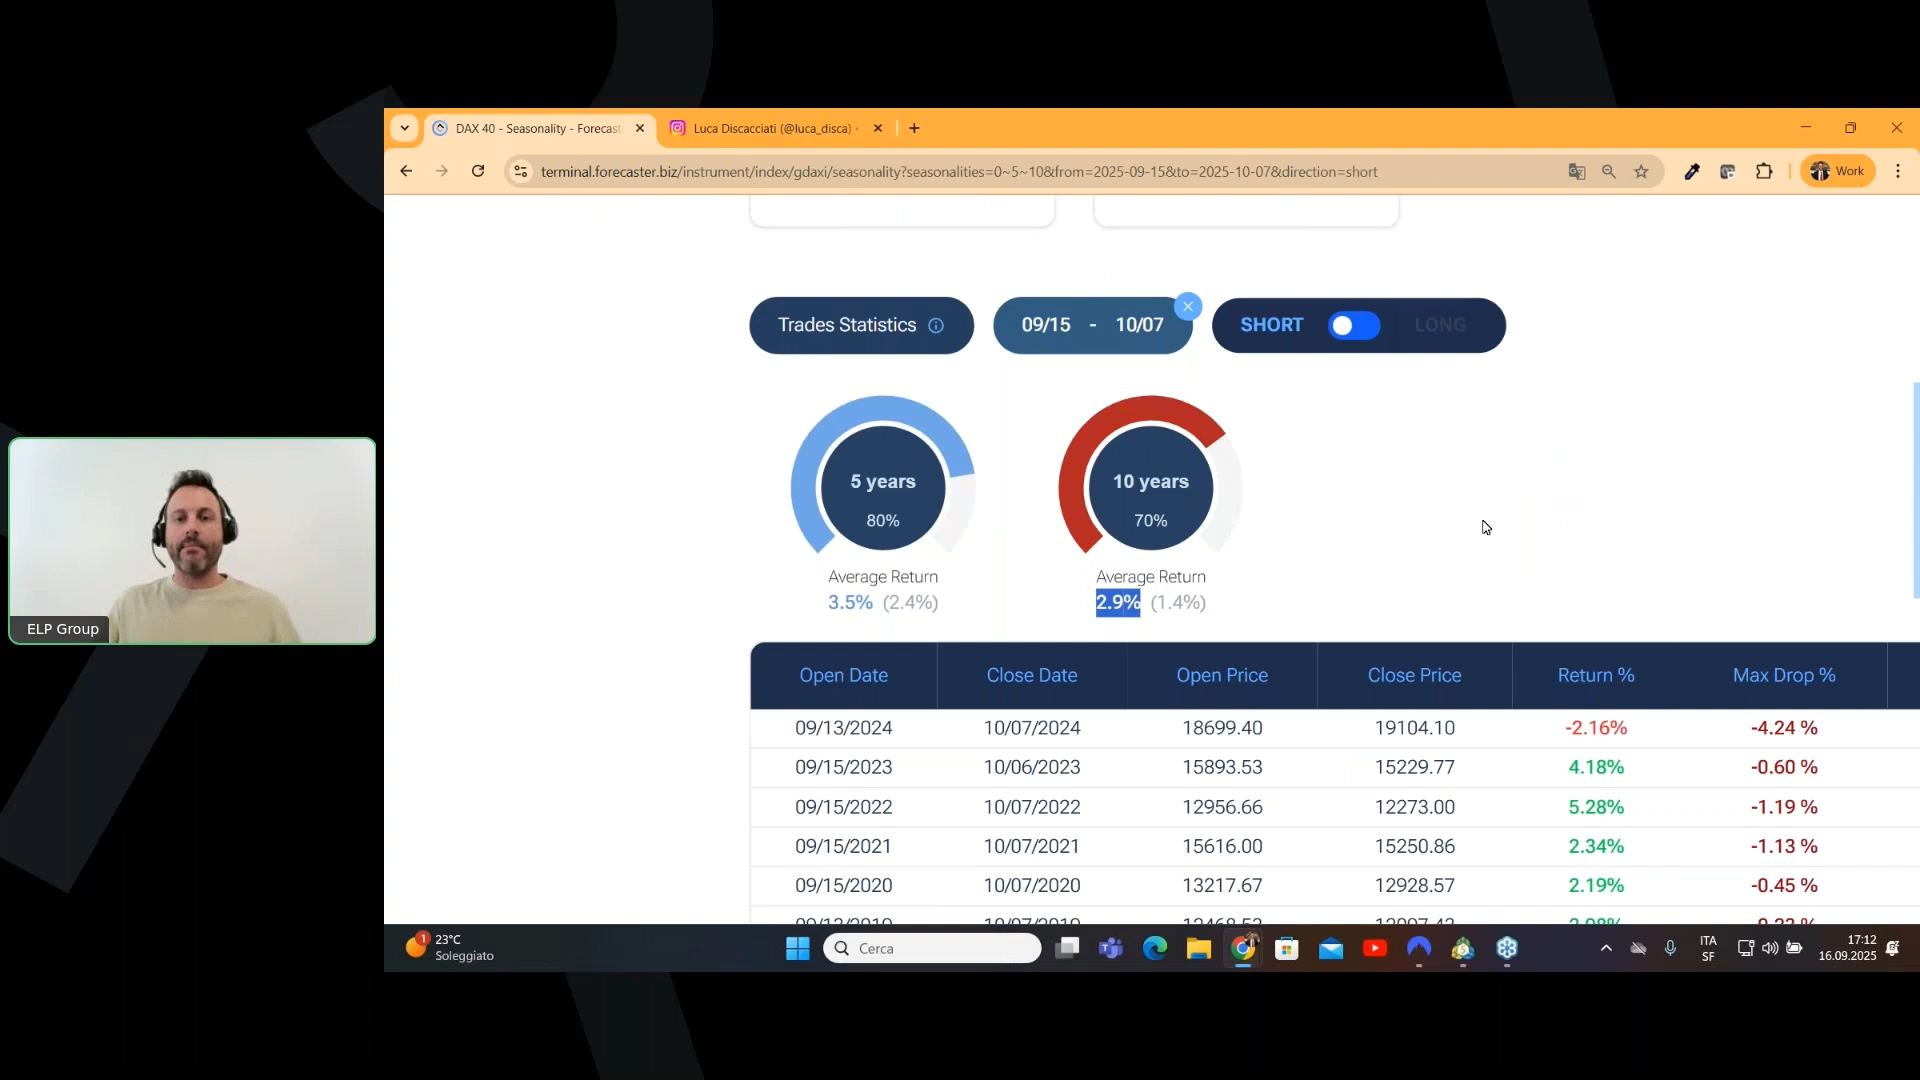 DAX 40 - Seasonality - Forecast
Luca Discacciati (@luca_disca) •
terminal.forecaster.biz/instrument/index/gdaxi/seasonality?seasonalities=0~5~10&from=2025-09-15&to=2025-10-07&direction=short
Work
Trades Statistics
09/15 - 10/07
SHORT LONG
5 years
80%
Average Return
3.5% (2.4%)
10 years
70%
Average Return
2.9% (1.4%)
Open Date Close Date Open Price Close Price Return % Max Drop %
09/13/2024 10/07/2024 18699.40 19104.10 -2.16% -4.24 %
09/15/2023 10/06/2023 15893.53 15229.77 4.18% -0.60 %
09/15/2022 10/07/2022 12956.66 12273.00 5.28% -1.19 %
09/15/2021 10/07/2021 15616.00 15250.86 2.34% -1.13 %
09/15/2020 10/07/2020 13217.67 12928.57 2.19% -0.45 %
ELP Group
1
23°C
Soleggiato
Cerca
ITA
SF
17:12
16.09.2025